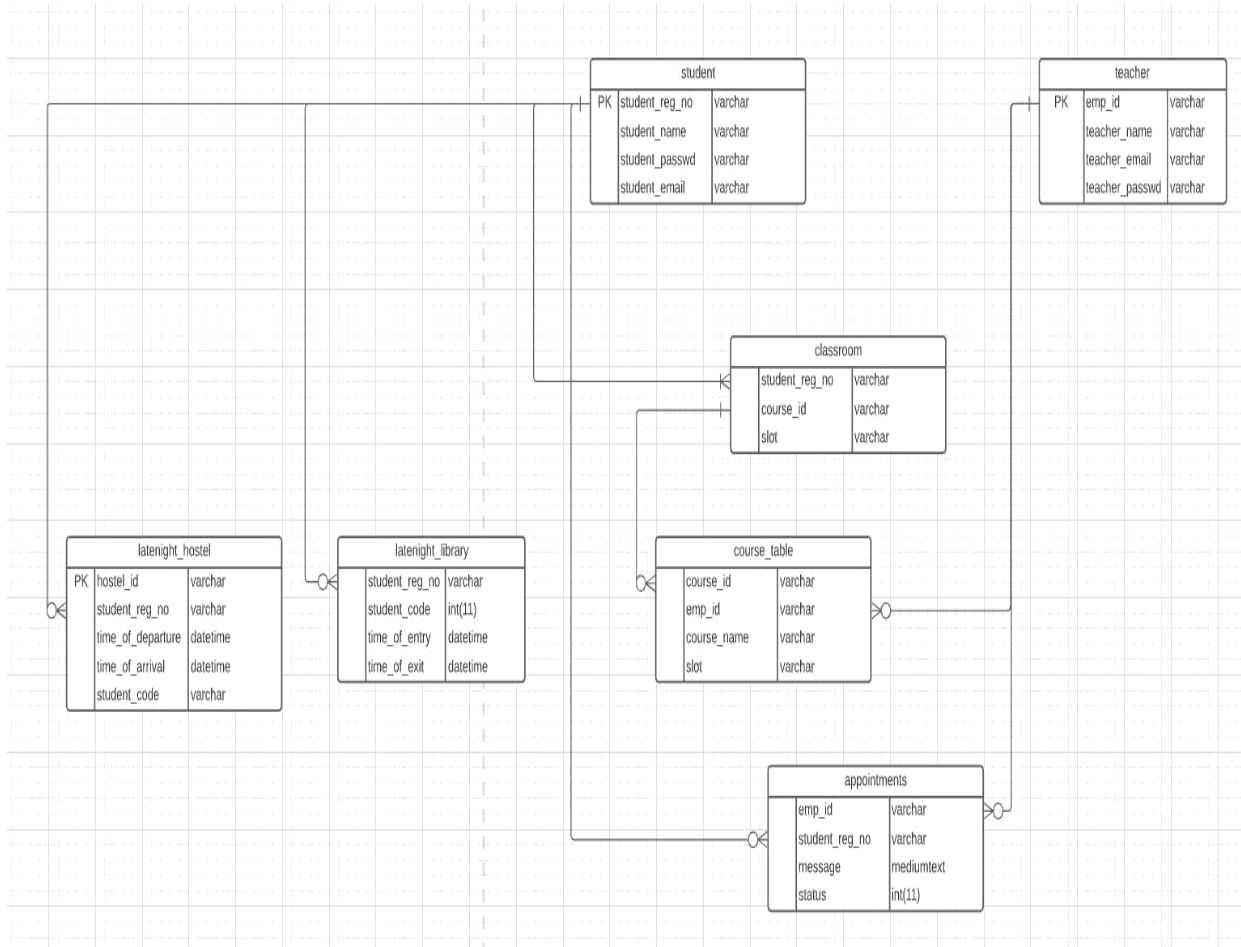 student
PK student_reg_no varchar
student_name varchar
student_passwd varchar
student_email varchar
teacher
PK emp_id varchar
teacher_name varchar
teacher_email varchar
teacher_passwd varchar
classroom
student_reg_no varchar
course_id varchar
slot varchar
latenight_hostel
PK hostel_id varchar
student_reg_no varchar
time_of_departure datetime
time_of_arrival datetime
student_code varchar
latenight_library
student_reg_no varchar
student_code int(11)
time_of_entry datetime
time_of_exit datetime
course_table
course_id varchar
emp_id varchar
course_name varchar
slot varchar
appointments
emp_id varchar
student_reg_no varchar
message mediumtext
status int(11)